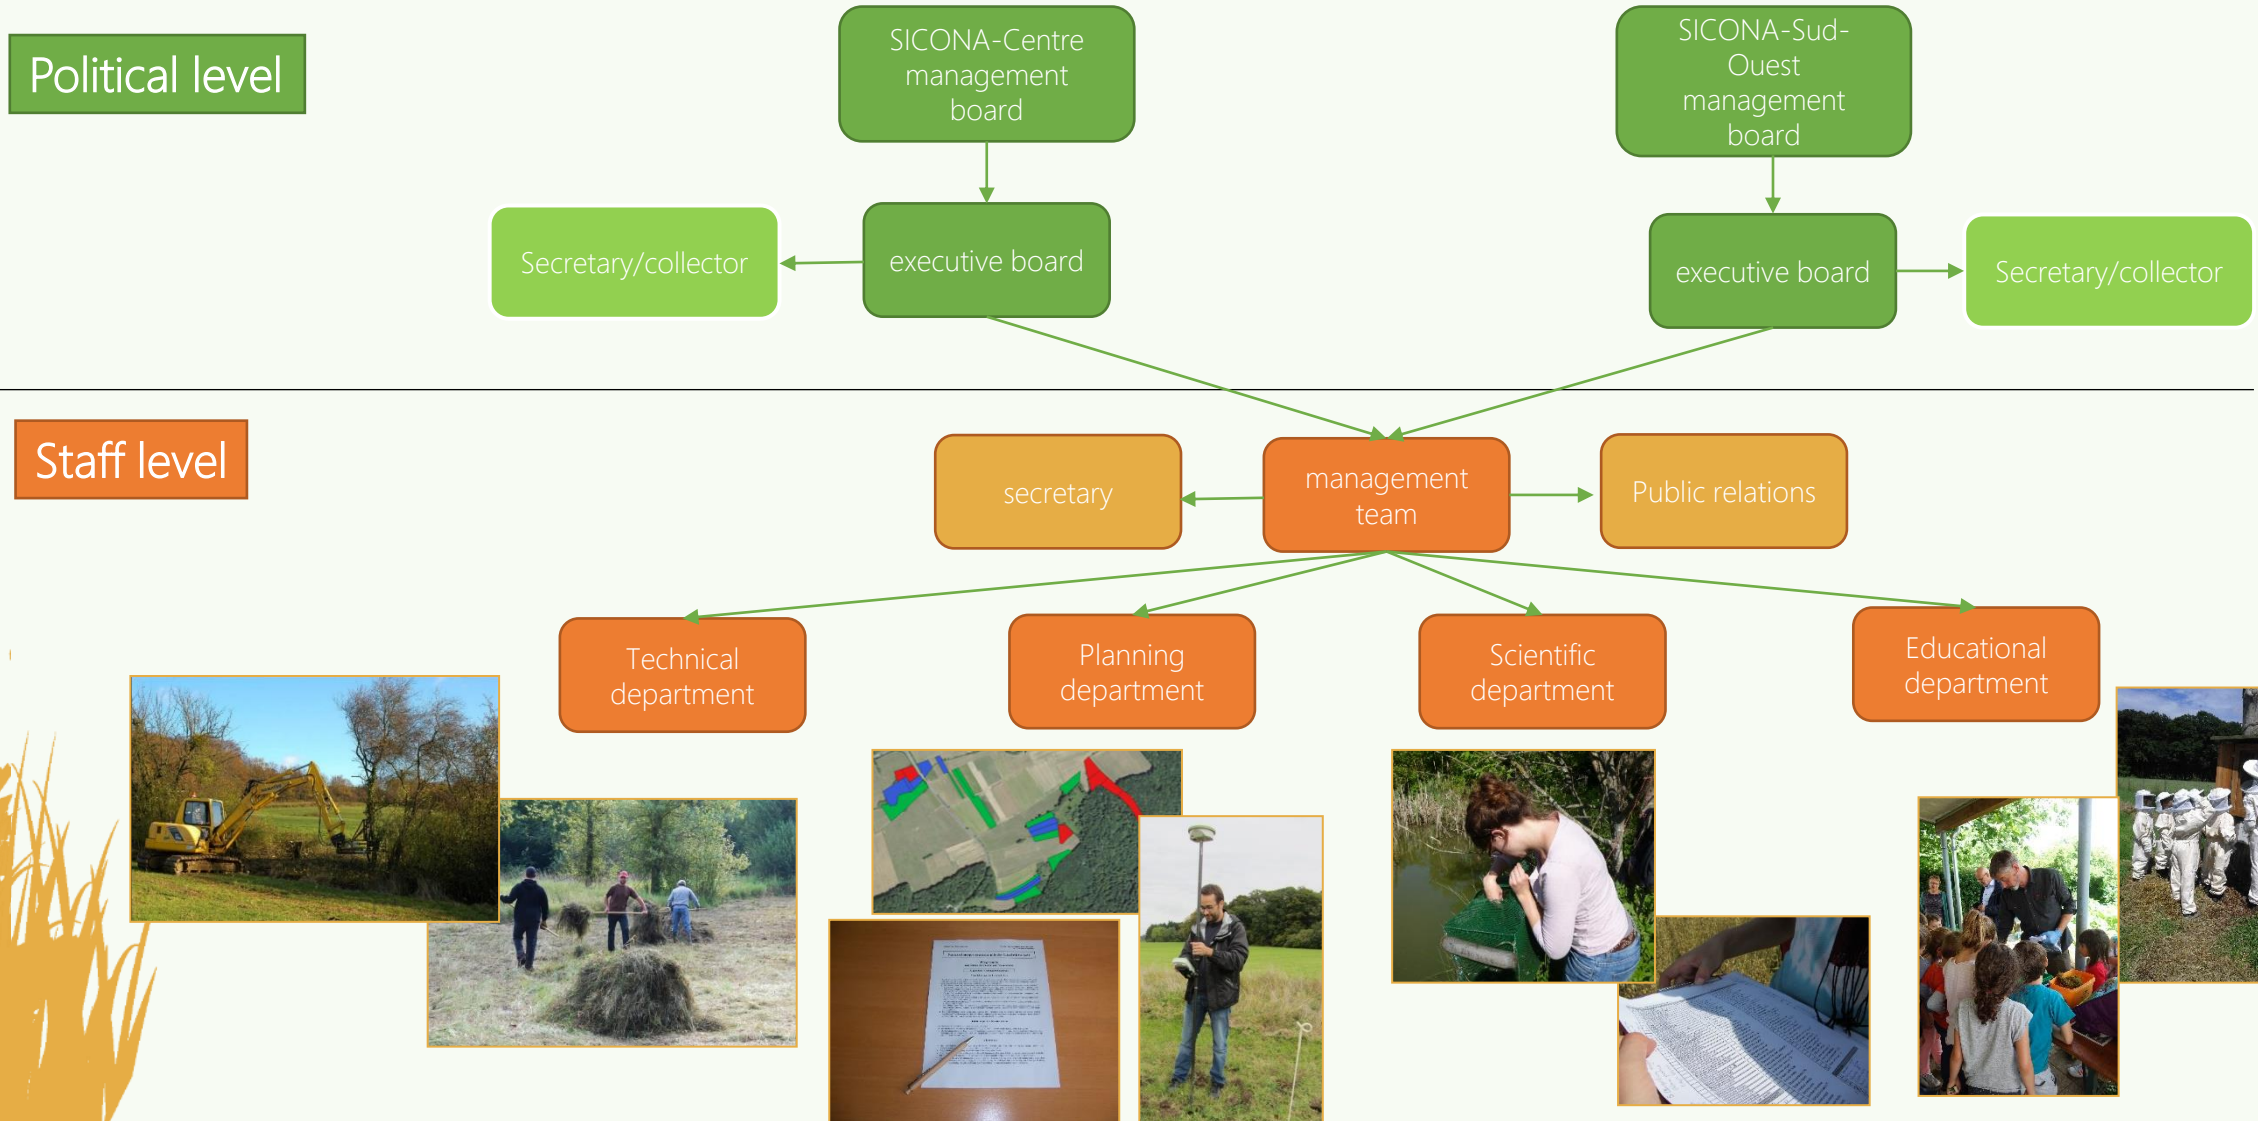 Political level
SICONA-Centre
management
board
SICONA-Sud-
Ouest
management
board
Secretary/collector
executive board
executive board
Secretary/collector
Staff level
secretary
management
team
Public relations
Technical
department
Planning
department
Scientific
department
Educational
department